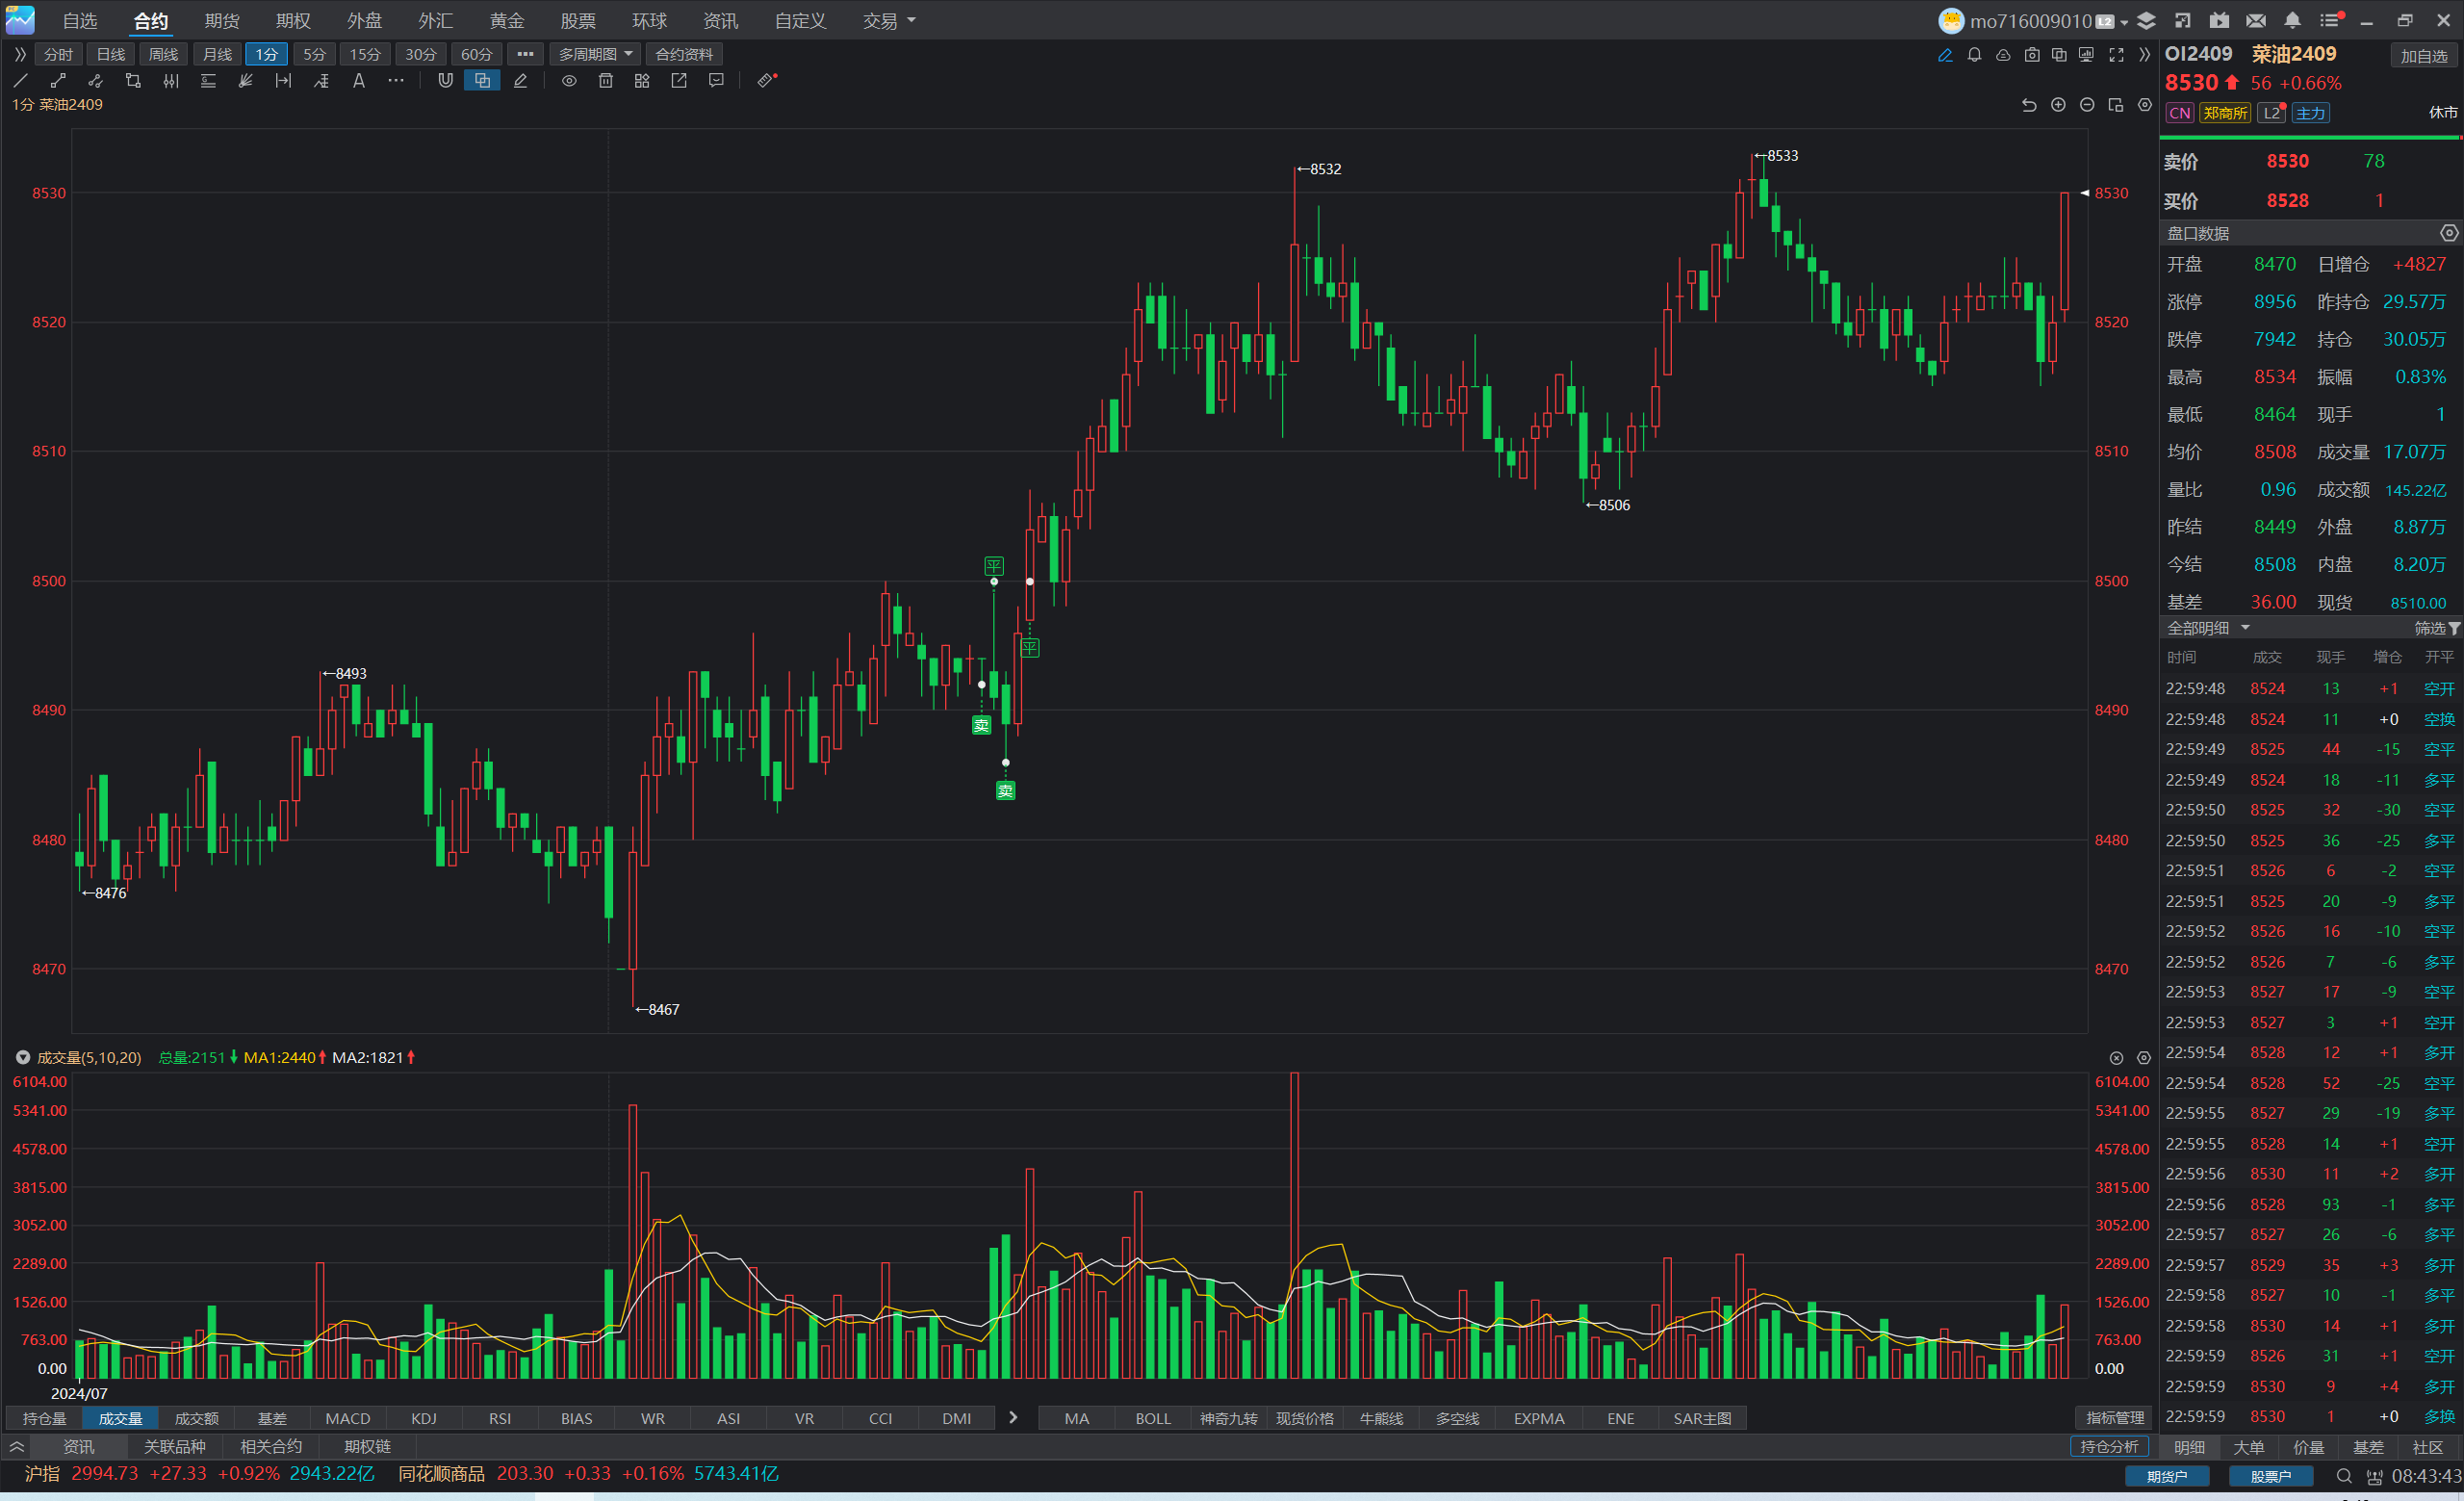 自选 合约 期货 期权 外盘 外汇 黄金 股票 环球 资讯 自定义 交易 mo716009010 L2
分时 日线 周线 月线 1分 5分 15分 30分 60分 ••• 多周期图 合约资料
1分 菜油2409
8530
8520
8510
8500
8490
8480
8470
8530
8520
8510
8500
8490
8480
8470
←8533
←8532
←8506
平
平
←8493
卖
卖
←8476
←8467
成交量(5,10,20) 总量:2151 MA1:2440 MA2:1821
6104.00
5341.00
4578.00
3815.00
3052.00
2289.00
1526.00
763.00
0.00
6104.00
5341.00
4578.00
3815.00
3052.00
2289.00
1526.00
763.00
0.00
2024/07
持仓量 成交量 成交额 基差 MACD KDJ RSI BIAS WR ASI VR CCI DMI MA BOLL 神奇九转 现货价格 牛熊线 多空线 EXPMA ENE SAR主图 指标管理
资讯 关联品种 相关合约 期权链 持仓分析
OI2409 菜油2409 加自选
8530 56 +0.66%
CN 郑商所 L2 主力 休市
卖价 8530 78
买价 8528 1
盘口数据
开盘 8470 日增仓 +4827
涨停 8956 昨持仓 29.57万
跌停 7942 持仓 30.05万
最高 8534 振幅 0.83%
最低 8464 现手 1
均价 8508 成交量 17.07万
量比 0.96 成交额 145.22亿
昨结 8449 外盘 8.87万
今结 8508 内盘 8.20万
基差 36.00 现货 8510.00
全部明细 筛选
时间 成交 现手 增仓 开平
22:59:48 8524 13 +1 空开
22:59:48 8524 11 +0 空换
22:59:49 8525 44 -15 空平
22:59:49 8524 18 -11 多平
22:59:50 8525 32 -30 空平
22:59:50 8525 36 -25 多平
22:59:51 8526 6 -2 空平
22:59:51 8525 20 -9 多平
22:59:52 8526 16 -10 空平
22:59:52 8526 7 -6 多平
22:59:53 8527 17 -9 空平
22:59:53 8527 3 +1 空开
22:59:54 8528 12 +1 多开
22:59:54 8528 52 -25 空平
22:59:55 8527 29 -19 多平
22:59:55 8528 14 +1 空开
22:59:56 8530 11 +2 多开
22:59:56 8528 93 -1 多平
22:59:57 8527 26 -6 多平
22:59:57 8529 35 +3 多开
22:59:58 8527 10 -1 多平
22:59:58 8530 14 +1 多开
22:59:59 8526 31 +1 空开
22:59:59 8530 9 +4 多开
22:59:59 8530 1 +0 多换
明细 大单 价量 基差 社区
沪指 2994.73 +27.33 +0.92% 2943.22亿 同花顺商品 203.30 +0.33 +0.16% 5743.41亿 期货户 股票户 08:43:43